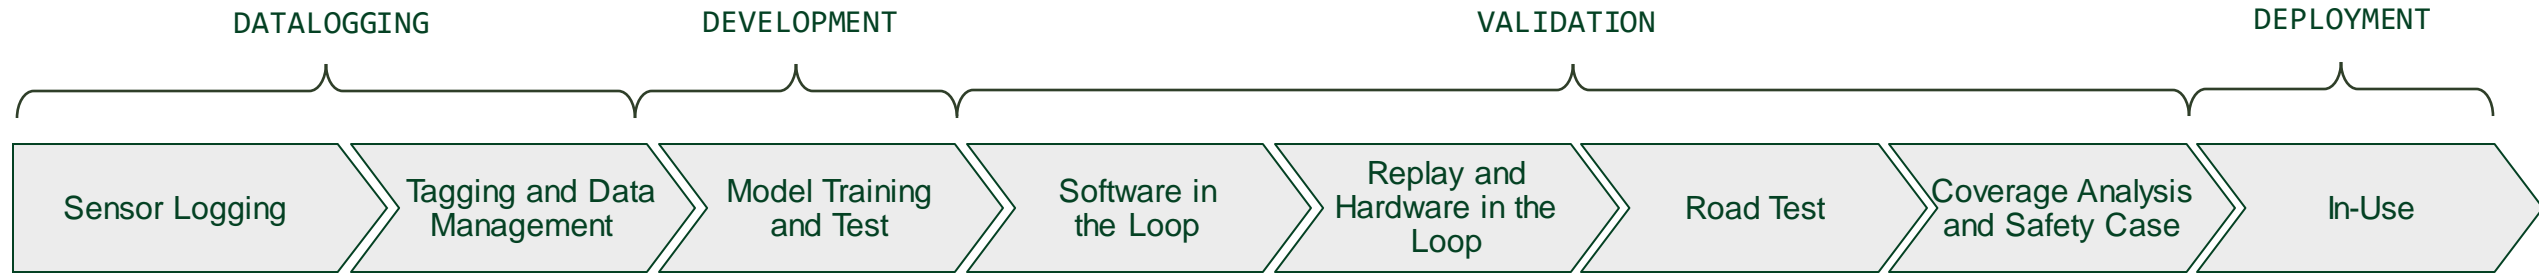 DATALOGGING
DEVELOPMENT
VALIDATION
DEPLOYMENT
Sensor Logging
Tagging and Data
Management
Model Training
and Test
Software in
the Loop
Replay and
Hardware in the
Loop
Road Test
Coverage Analysis
and Safety Case
In-Use